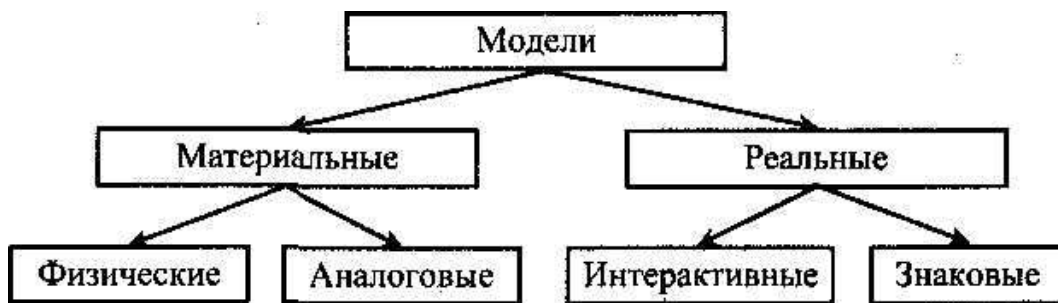 Модели
Материальные
Реальные
Физические
Аналоговые
Интерактивные
Знаковые